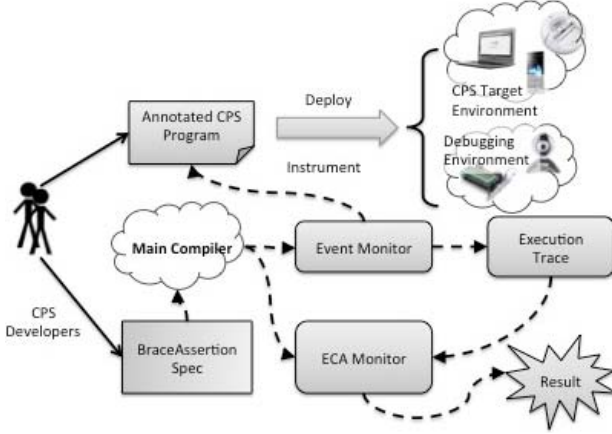 CPS Target
Environment
Annotated CPS
Program
Deploy
Instrument
Debugging
Environment
Main Compiler
Event Monitor
Execution
Trace
CPS
Developers
BraceAssertion
Spec
ECA Monitor
Result